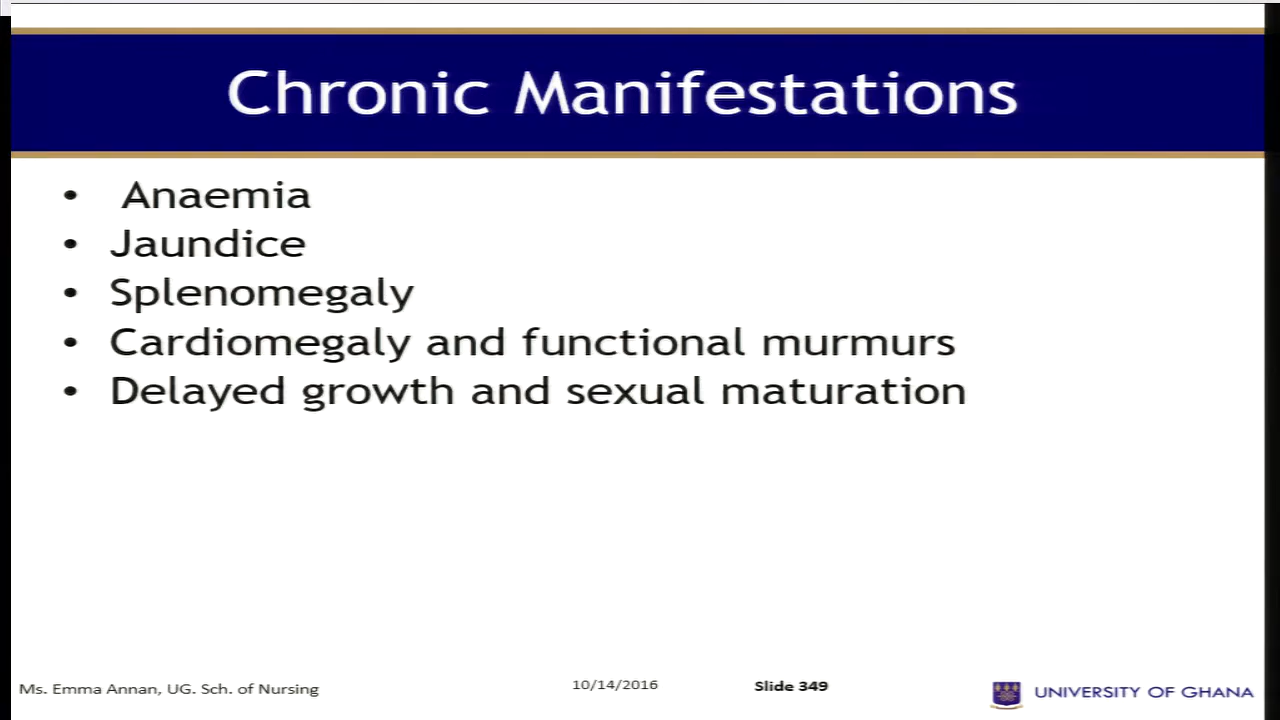 Chronic Manifestations
• Anaemia
• Jaundice
• Splenomegaly
• Cardiomegaly and functional murmurs
• Delayed growth and sexual maturation
Ms. Emma Annan, UG. Sch. of Nursing
10/14/2016
Slide 349
UNIVERSITY OF GHANA